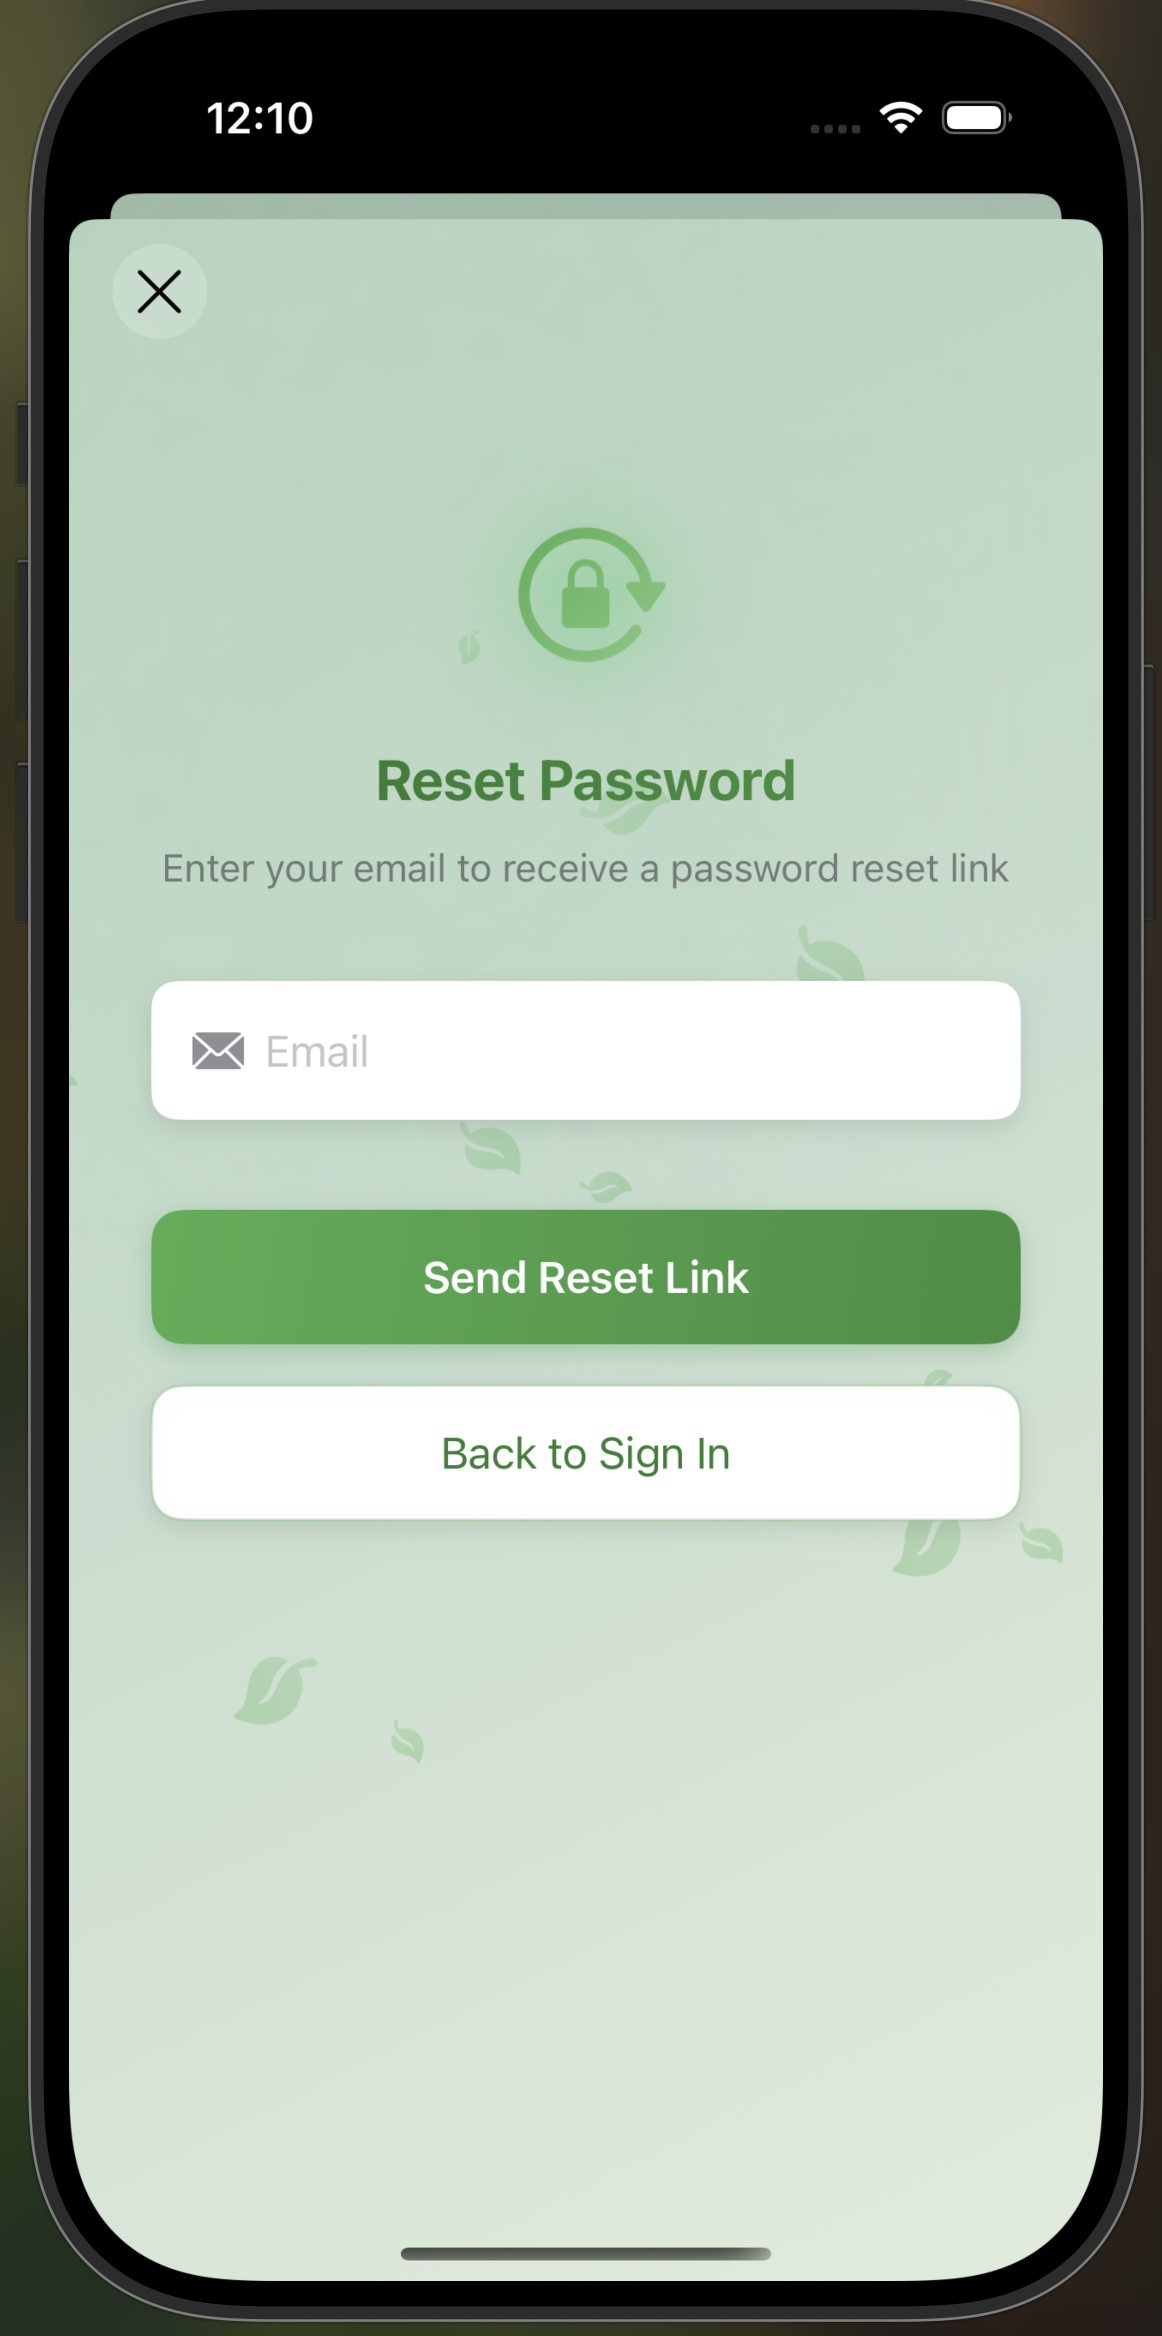 12:10
Reset Password
Enter your email to receive a password reset link
Email
Send Reset Link
Back to Sign In